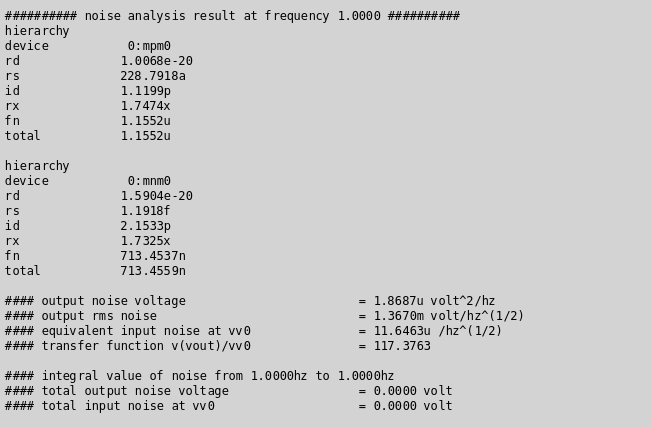 ########## noise analysis result at frequency 1.0000 ##########
hierarchy
device 0:mpm0
rd 1.0068e-20
rs 228.7918a
id 1.1199p
rx 1.7474x
fn 1.1552u
total 1.1552u
hierarchy
device 0:mnm0
rd 1.5904e-20
rs 1.1918f
id 2.1533p
rx 1.7325x
fn 713.4537n
total 713.4559n
#### output noise voltage = 1.8687u volt^2/hz
#### output rms noise = 1.3670m volt/hz^(1/2)
#### equivalent input noise at vv0 = 11.6463u /hz^(1/2)
#### transfer function v(vout)/vv0 = 117.3763
#### integral value of noise from 1.0000hz to 1.0000hz
#### total output noise voltage = 0.0000 volt
#### total input noise at vv0 = 0.0000 volt